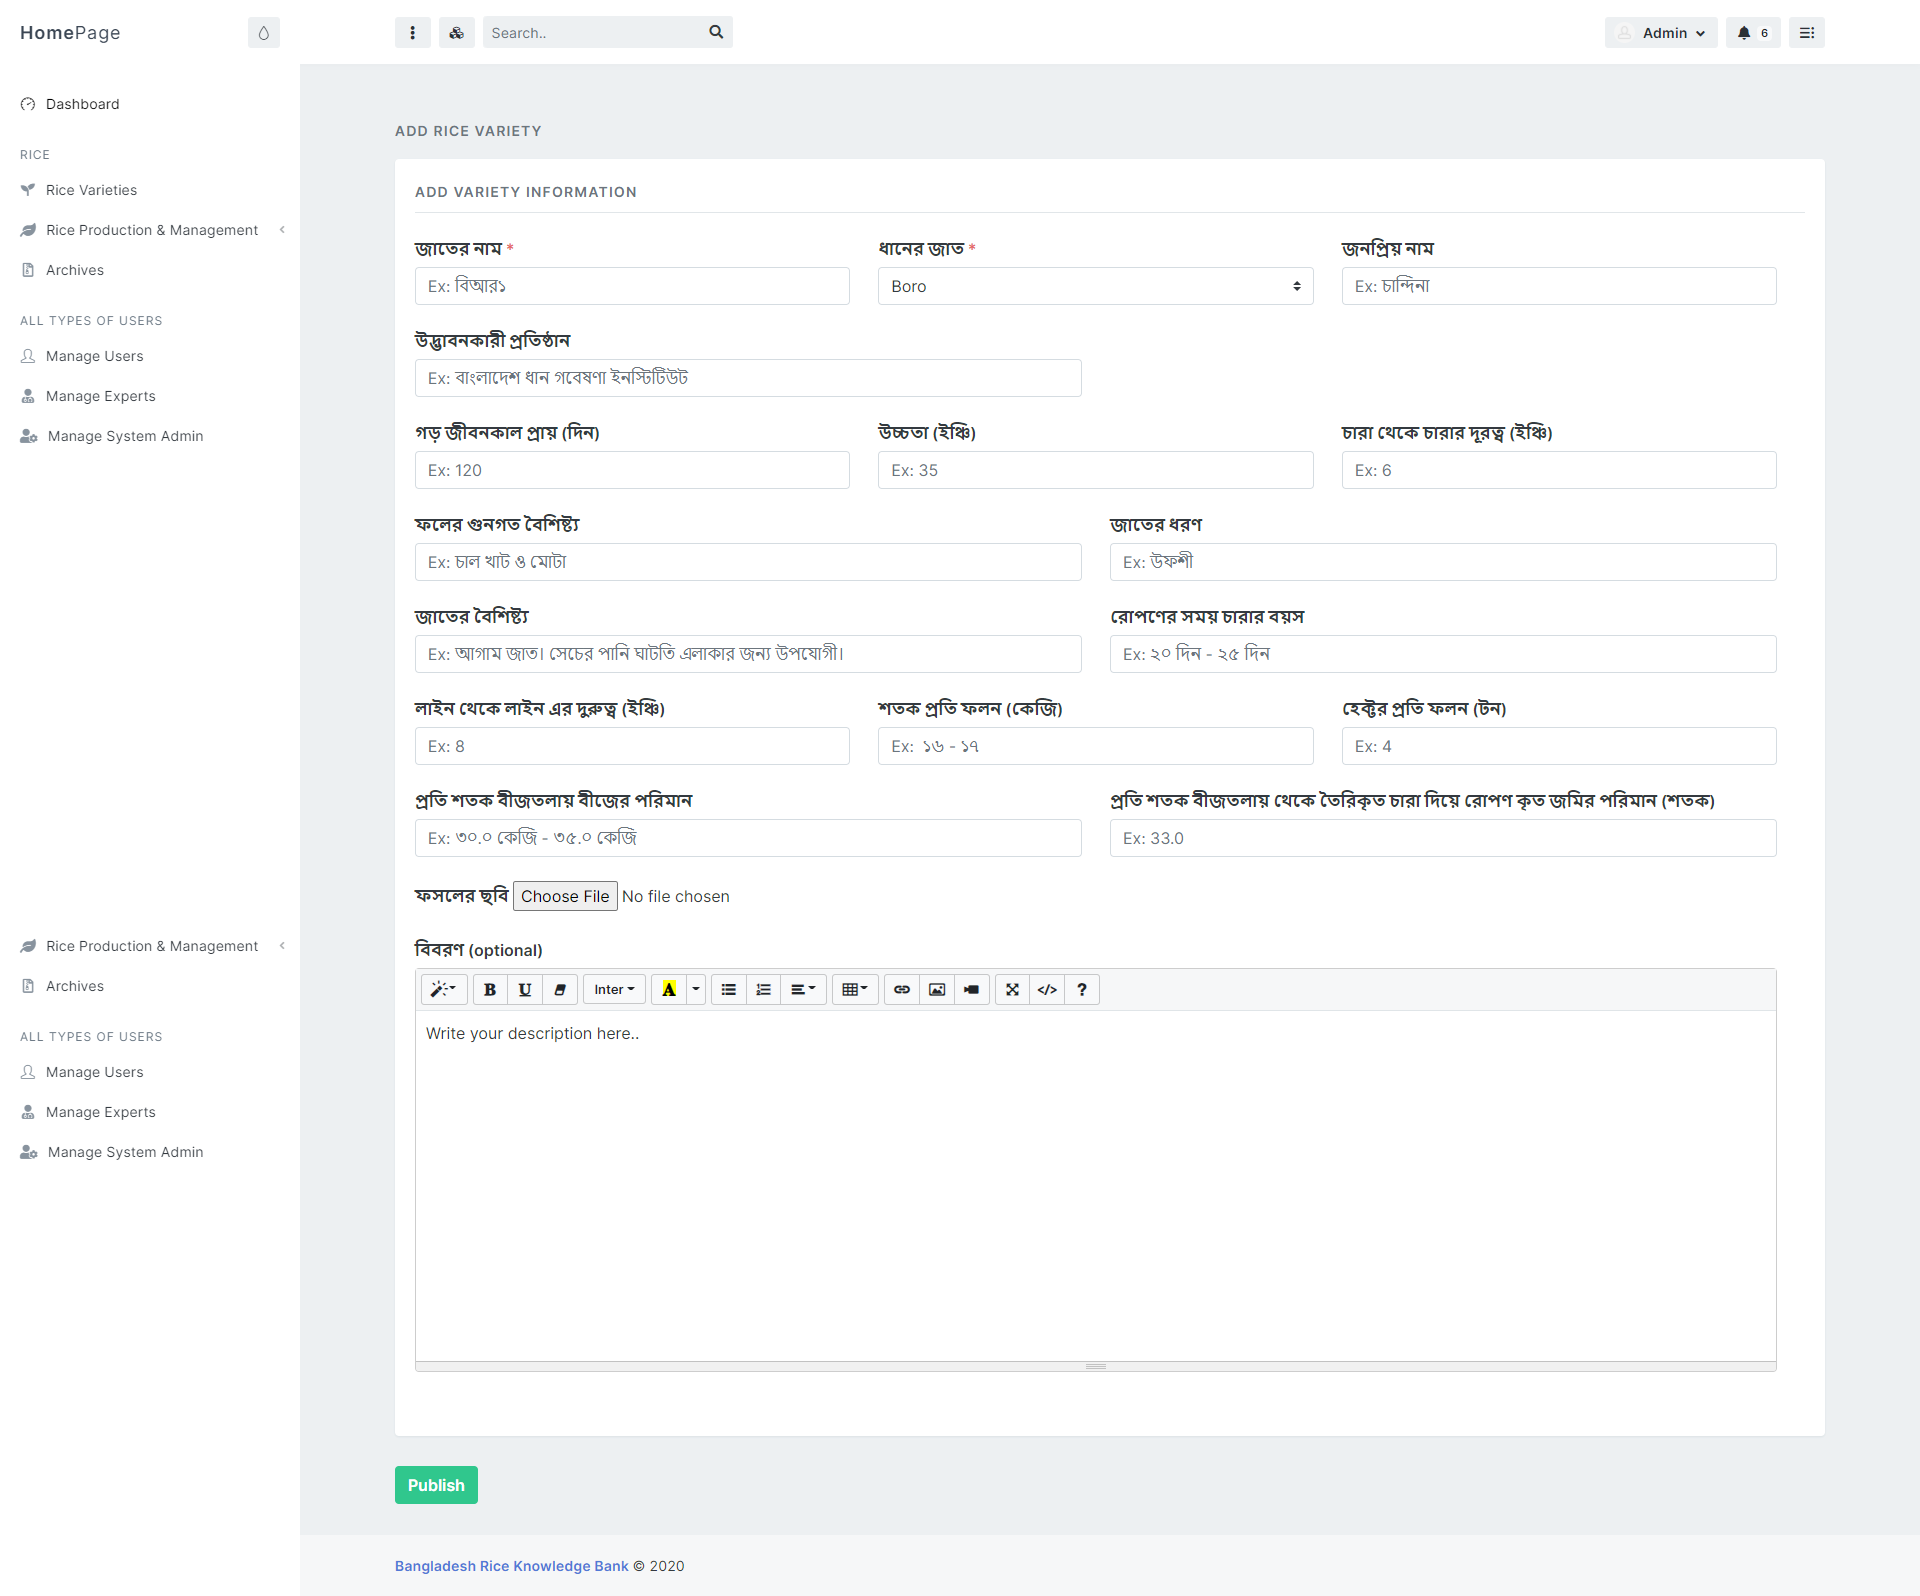 HomePage
Search..
Admin
6
Dashboard
RICE
Rice Varieties
Rice Production & Management
Archives
ALL TYPES OF USERS
Manage Users
Manage Experts
Manage System Admin
ADD RICE VARIETY
ADD VARIETY INFORMATION
জাতের নাম *
Ex: বিআর১
ধানের জাত *
Boro
জনপ্রিয় নাম
Ex: চান্দিনা
উদ্ভাবনকারী প্রতিষ্ঠান
Ex: বাংলাদেশ ধান গবেষণা ইনস্টিটিউট
গড় জীবনকাল প্রায় (দিন)
Ex: 120
উচ্চতা (ইঞ্চি)
Ex: 35
চারা থেকে চারার দূরত্ব (ইঞ্চি)
Ex: 6
ফলের গুনগত বৈশিষ্ট্য
Ex: চাল খাট ও মোটা
জাতের ধরণ
Ex: উফশী
জাতের বৈশিষ্ট্য
Ex: আগাম জাত। সেচের পানি ঘাটতি এলাকার জন্য উপযোগী।
রোপণের সময় চারার বয়স
Ex: ২০ দিন - ২৫ দিন
লাইন থেকে লাইন এর দুরুত্ব (ইঞ্চি)
Ex: 8
শতক প্রতি ফলন (কেজি)
Ex: ১৬ - ১৭
হেক্টর প্রতি ফলন (টন)
Ex: 4
প্রতি শতক বীজতলায় বীজের পরিমান
Ex: ৩০.০ কেজি - ৩৫.০ কেজি
প্রতি শতক বীজতলায় থেকে তৈরিকৃত চারা দিয়ে রোপণ কৃত জমির পরিমান (শতক)
Ex: 33.0
ফসলের ছবি Choose File No file chosen
বিবরণ (optional)
B U Inter A </> ?
Write your description here..
Rice Production & Management
Archives
ALL TYPES OF USERS
Manage Users
Manage Experts
Manage System Admin
Publish
Bangladesh Rice Knowledge Bank © 2020